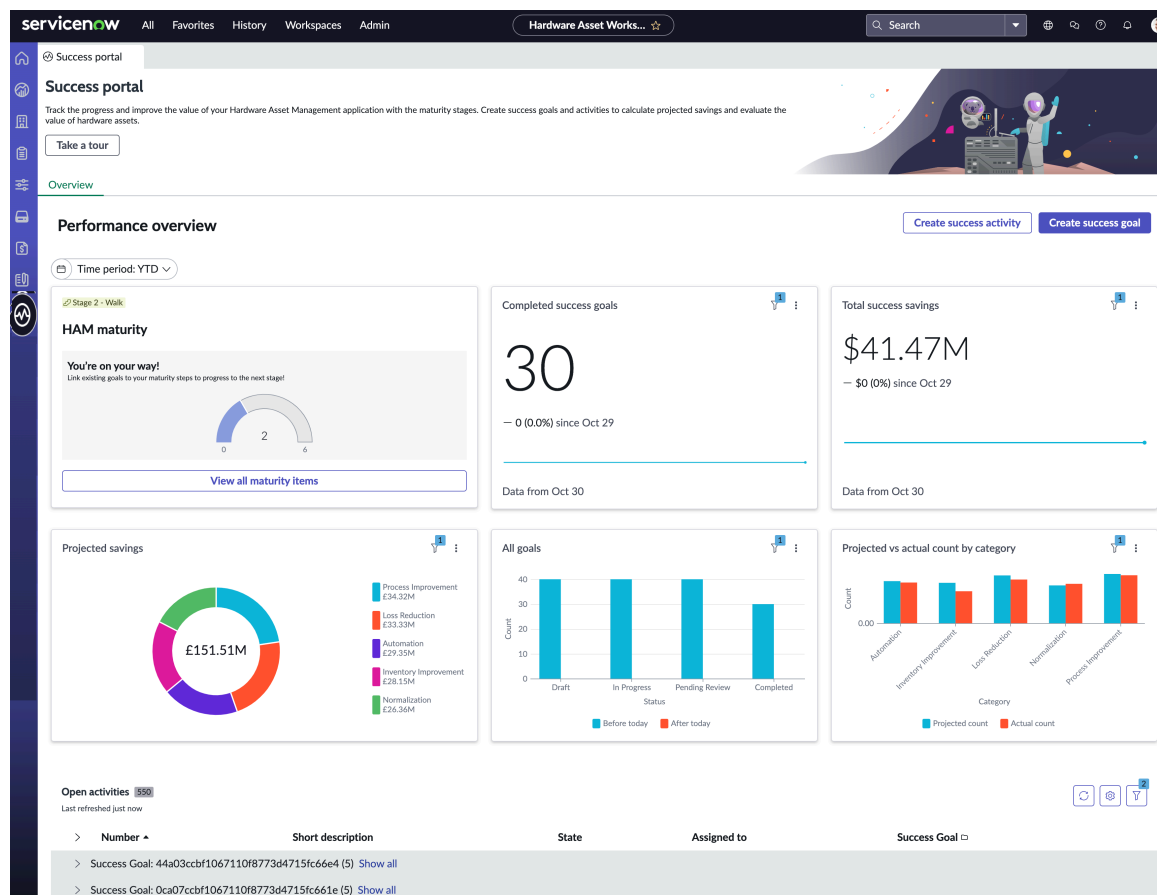 servicenow All Favorites History Workspaces Admin Hardware Asset Works... Search
Success portal
Success portal
Track the progress and improve the value of your Hardware Asset Management application with the maturity stages. Create success goals and activities to calculate projected savings and evaluate the
value of hardware assets.
Take a tour
Overview
Performance overview
Create success activity Create success goal
Time period: YTD
Stage 2 - Walk
HAM maturity
You're on your way!
Link existing goals to your maturity steps to progress to the next stage!
2
0 6
View all maturity items
Completed success goals 1
30
— 0 (0.0%) since Oct 29
Data from Oct 30
Total success savings 1
$41.47M
— $0 (0%) since Oct 29
Data from Oct 30
Projected savings 1
£151.51M
Process Improvement
£34.32M
Loss Reduction
£33.33M
Automation
£29.35M
Inventory Improvement
£28.15M
Normalization
£26.36M
All goals 1
40
30
20
10
0
Count
Draft In Progress Pending Review Completed
Status
Before today After today
Projected vs actual count by category 1
Count
0.00
Automation
Inventory Improvement
Loss Reduction
Normalization
Process Improvement
Category
Projected count Actual count
Open activities 550
Last refreshed just now
2
Number Short description State Assigned to Success Goal
Success Goal: 44a03ccbf1067110f8773d4715fc66e4 (5) Show all
Success Goal: 0ca07ccbf1067110f8773d4715fc661e (5) Show all